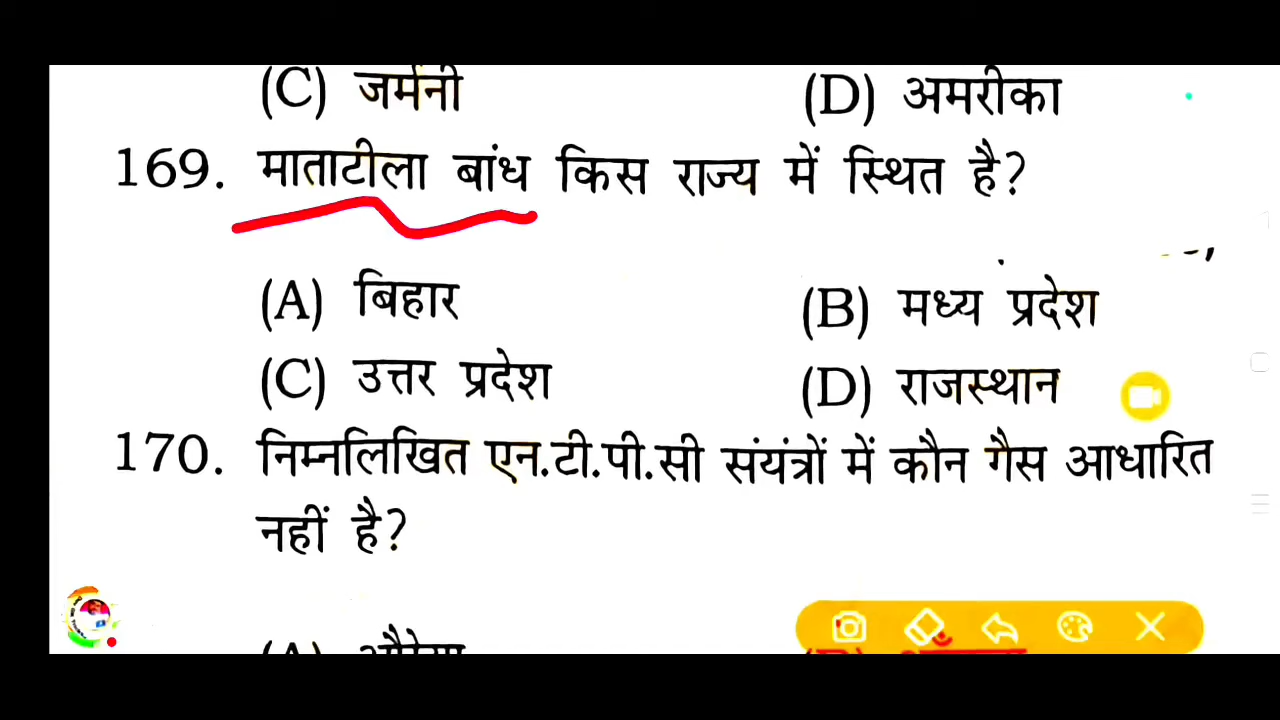 (C) जर्मनी (D) अमरीका
169. माताटीला बांध किस राज्य में स्थित है?
(A) बिहार (B) मध्य प्रदेश
(C) उत्तर प्रदेश (D) राजस्थान
170. निम्नलिखित एन.टी.पी.सी संयंत्रों में कौन गैस आधारित
नहीं है?